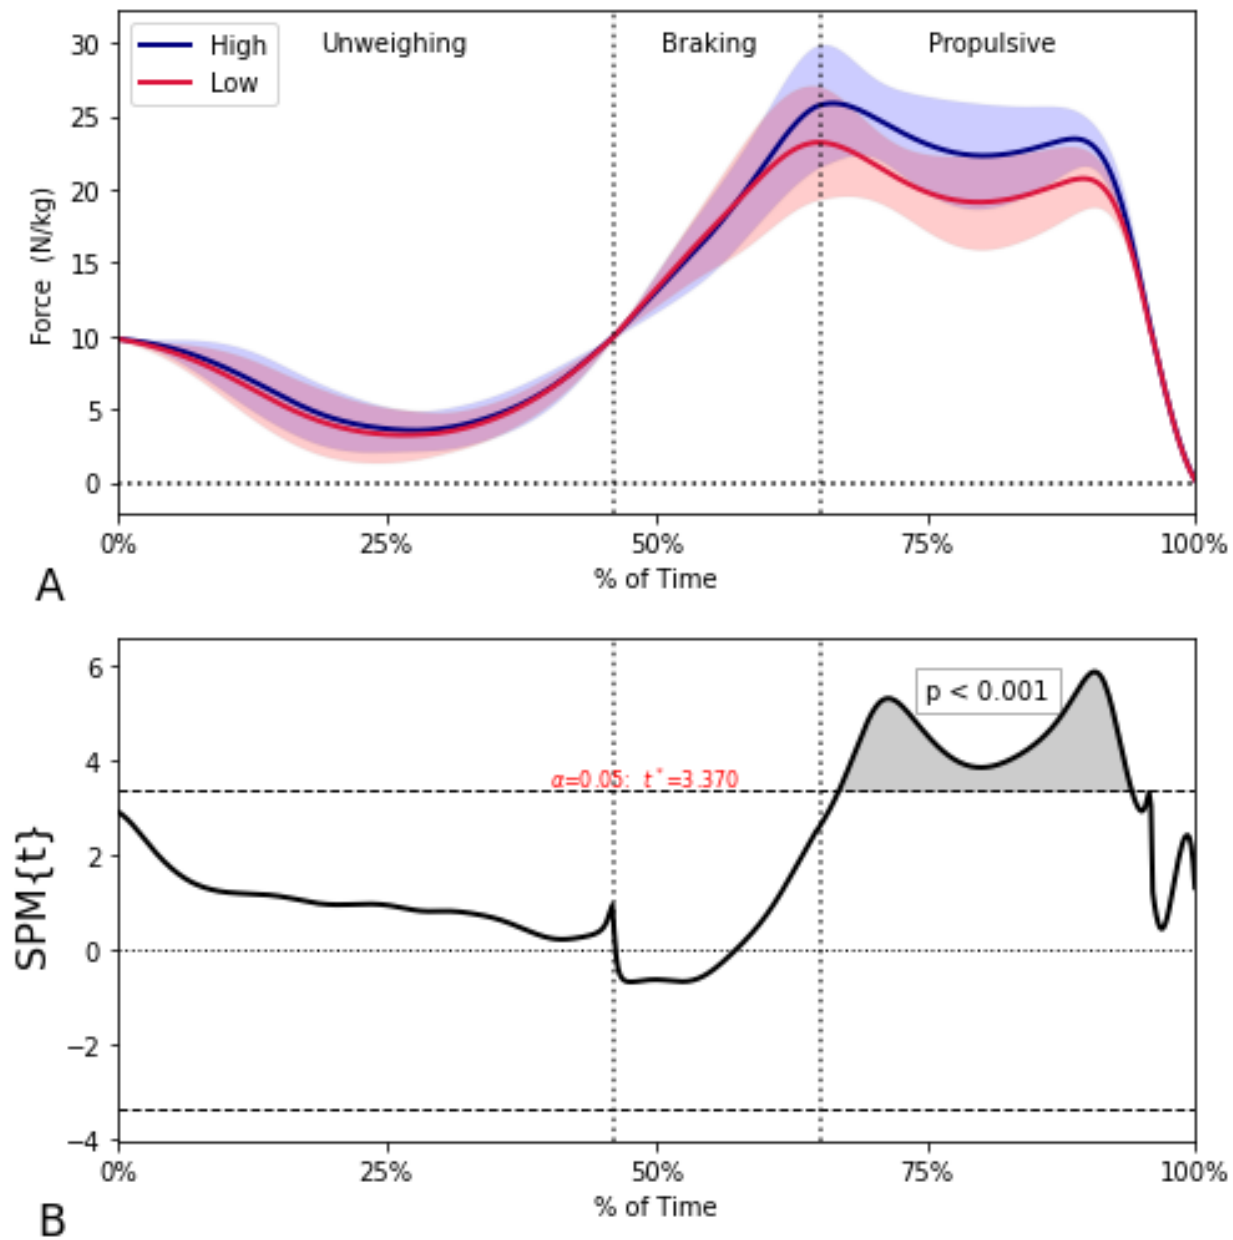 High
Low
Unweighing
Braking
Propulsive
30
25
20
15
10
5
0
Force (N/kg)
0%
25%
50%
75%
100%
% of Time
A
6
4
2
0
−2
−4
SPM{t}
p < 0.001
α=0.05: t*=3.370
0%
25%
50%
75%
100%
% of Time
B